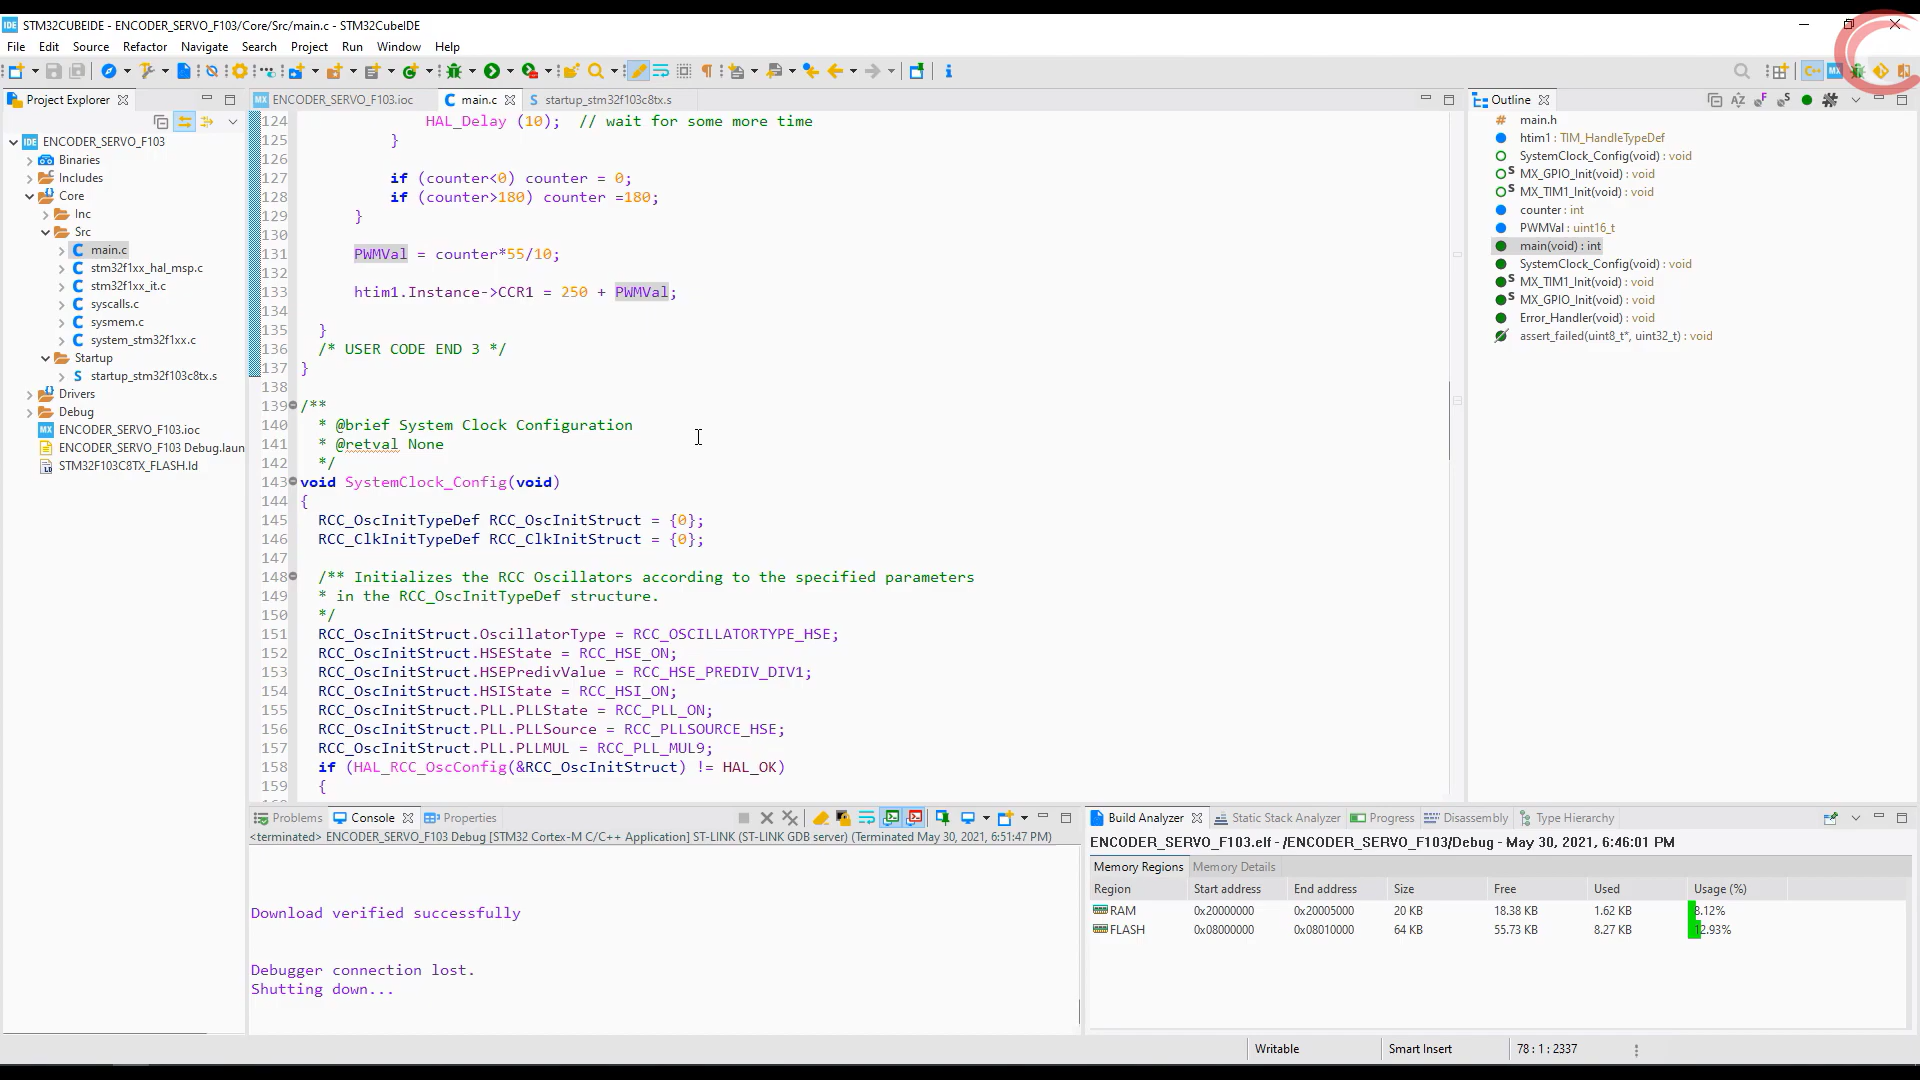 STM32CUBEIDE - ENCODER_SERVO_F103/Core/Src/main.c - STM32CubeIDE
File Edit Source Refactor Navigate Search Project Run Window Help
Project Explorer
ENCODER_SERVO_F103
Binaries
Includes
Core
Inc
Src
main.c
stm32f1xx_hal_msp.c
stm32f1xx_it.c
syscalls.c
sysmem.c
system_stm32f1xx.c
Startup
startup_stm32f103c8tx.s
Drivers
Debug
ENCODER_SERVO_F103.ioc
ENCODER_SERVO_F103 Debug.laun
STM32F103C8TX_FLASH.ld
ENCODER_SERVO_F103.ioc main.c startup_stm32f103c8tx.s
124 HAL_Delay (10); // wait for some more time
125 }
126
127 if (counter<0) counter = 0;
128 if (counter>180) counter =180;
129 }
130
131 PWMVal = counter*55/10;
132
133 htim1.Instance->CCR1 = 250 + PWMVal;
134
135 }
136 /* USER CODE END 3 */
137 }
138
139 /**
140 * @brief System Clock Configuration
141 * @retval None
142 */
143 void SystemClock_Config(void)
144 {
145 RCC_OscInitTypeDef RCC_OscInitStruct = {0};
146 RCC_ClkInitTypeDef RCC_ClkInitStruct = {0};
147
148 /** Initializes the RCC Oscillators according to the specified parameters
149 * in the RCC_OscInitTypeDef structure.
150 */
151 RCC_OscInitStruct.OscillatorType = RCC_OSCILLATORTYPE_HSE;
152 RCC_OscInitStruct.HSEState = RCC_HSE_ON;
153 RCC_OscInitStruct.HSEPredivValue = RCC_HSE_PREDIV_DIV1;
154 RCC_OscInitStruct.HSIState = RCC_HSI_ON;
155 RCC_OscInitStruct.PLL.PLLState = RCC_PLL_ON;
156 RCC_OscInitStruct.PLL.PLLSource = RCC_PLLSOURCE_HSE;
157 RCC_OscInitStruct.PLL.PLLMUL = RCC_PLL_MUL9;
158 if (HAL_RCC_OscConfig(&RCC_OscInitStruct) != HAL_OK)
159 {
Outline
main.h
htim1 : TIM_HandleTypeDef
SystemClock_Config(void) : void
MX_GPIO_Init(void) : void
MX_TIM1_Init(void) : void
counter : int
PWMVal : uint16_t
main(void) : int
SystemClock_Config(void) : void
MX_TIM1_Init(void) : void
MX_GPIO_Init(void) : void
Error_Handler(void) : void
assert_failed(uint8_t*, uint32_t) : void
Problems Console Properties
<terminated> ENCODER_SERVO_F103 Debug [STM32 Cortex-M C/C++ Application] ST-LINK (ST-LINK GDB server) (Terminated May 30, 2021, 6:51:47 PM)
Download verified successfully
Debugger connection lost.
Shutting down...
Build Analyzer Static Stack Analyzer Progress Disassembly Type Hierarchy
ENCODER_SERVO_F103.elf - /ENCODER_SERVO_F103/Debug - May 30, 2021, 6:46:01 PM
Memory Regions Memory Details
Region Start address End address Size Free Used Usage (%)
RAM 0x20000000 0x20005000 20 KB 18.38 KB 1.62 KB 8.12%
FLASH 0x08000000 0x08010000 64 KB 55.73 KB 8.27 KB 12.93%
Writable Smart Insert 78 : 1 : 2337